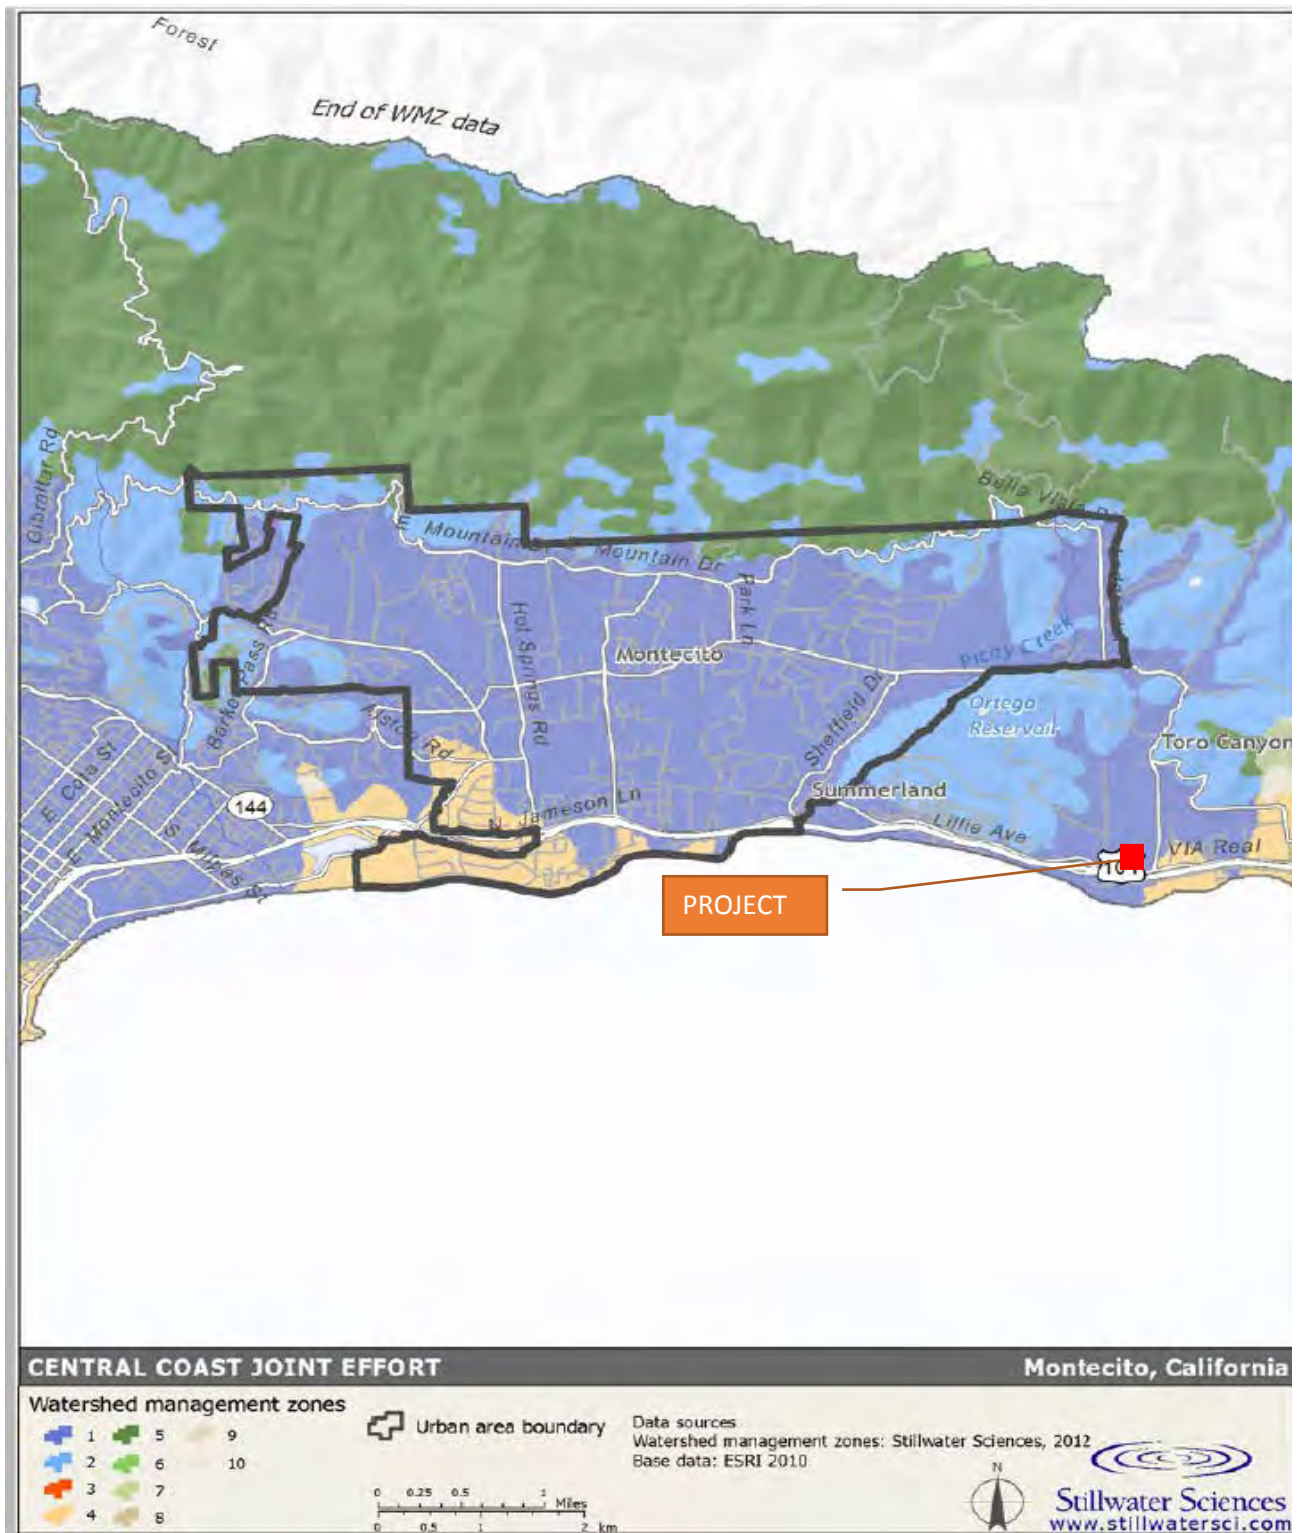 Forest
End of WMZ data
Gibraltar Rd
Bella Vista Dr
E Mountain Dr
E Mountain Dr
Park Ln
Hot Springs Rd
Montecito
Picay Creek
Barker Pass Rd
Ortega
Reservoir
Sheffield Dr
Toro Canyon
E Cota St
E Montecito St
S Milpas St
144
Summerland
N Jameson Ln
Lillie Ave
VIA Real
101
PROJECT
CENTRAL COAST JOINT EFFORT
Montecito, California
Watershed management zones
1 5 9
2 6 10
3 7
4 8
Urban area boundary
0 0.25 0.5 1 Miles
0 0.5 1 2 km
Data sources
Watershed management zones: Stillwater Sciences, 2012
Base data: ESRI 2010
N
Stillwater Sciences
www.stillwatersci.com